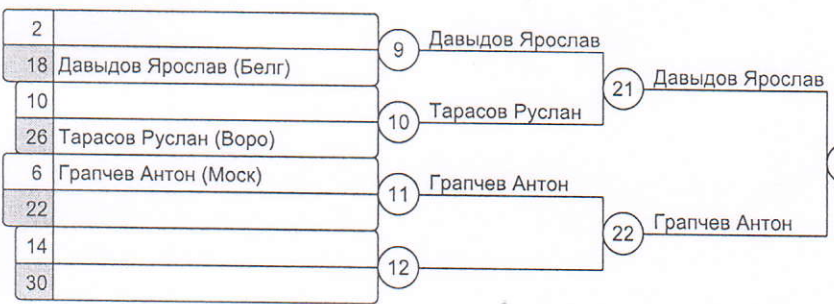 2
18 Давыдов Ярослав (Белг)
10
26 Тарасов Руслан (Воро)
6 Грапчев Антон (Моск)
22
14
30
9 Давыдов Ярослав
10 Тарасов Руслан
11 Грапчев Антон
12
21 Давыдов Ярослав
22 Грапчев Антон